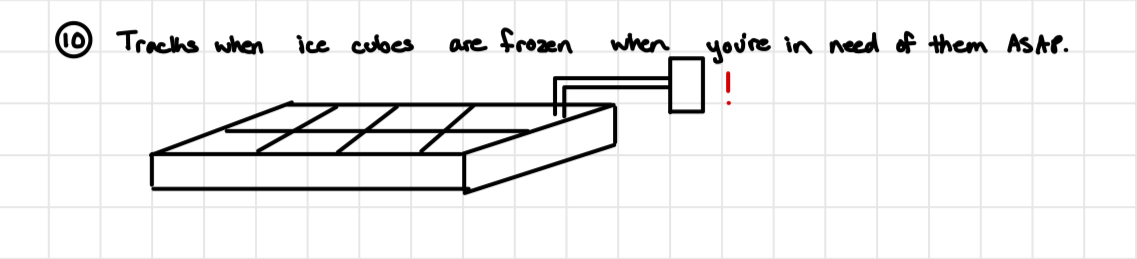 ⑩ Tracks when ice cubes are frozen when you're in need of them ASAP.
!